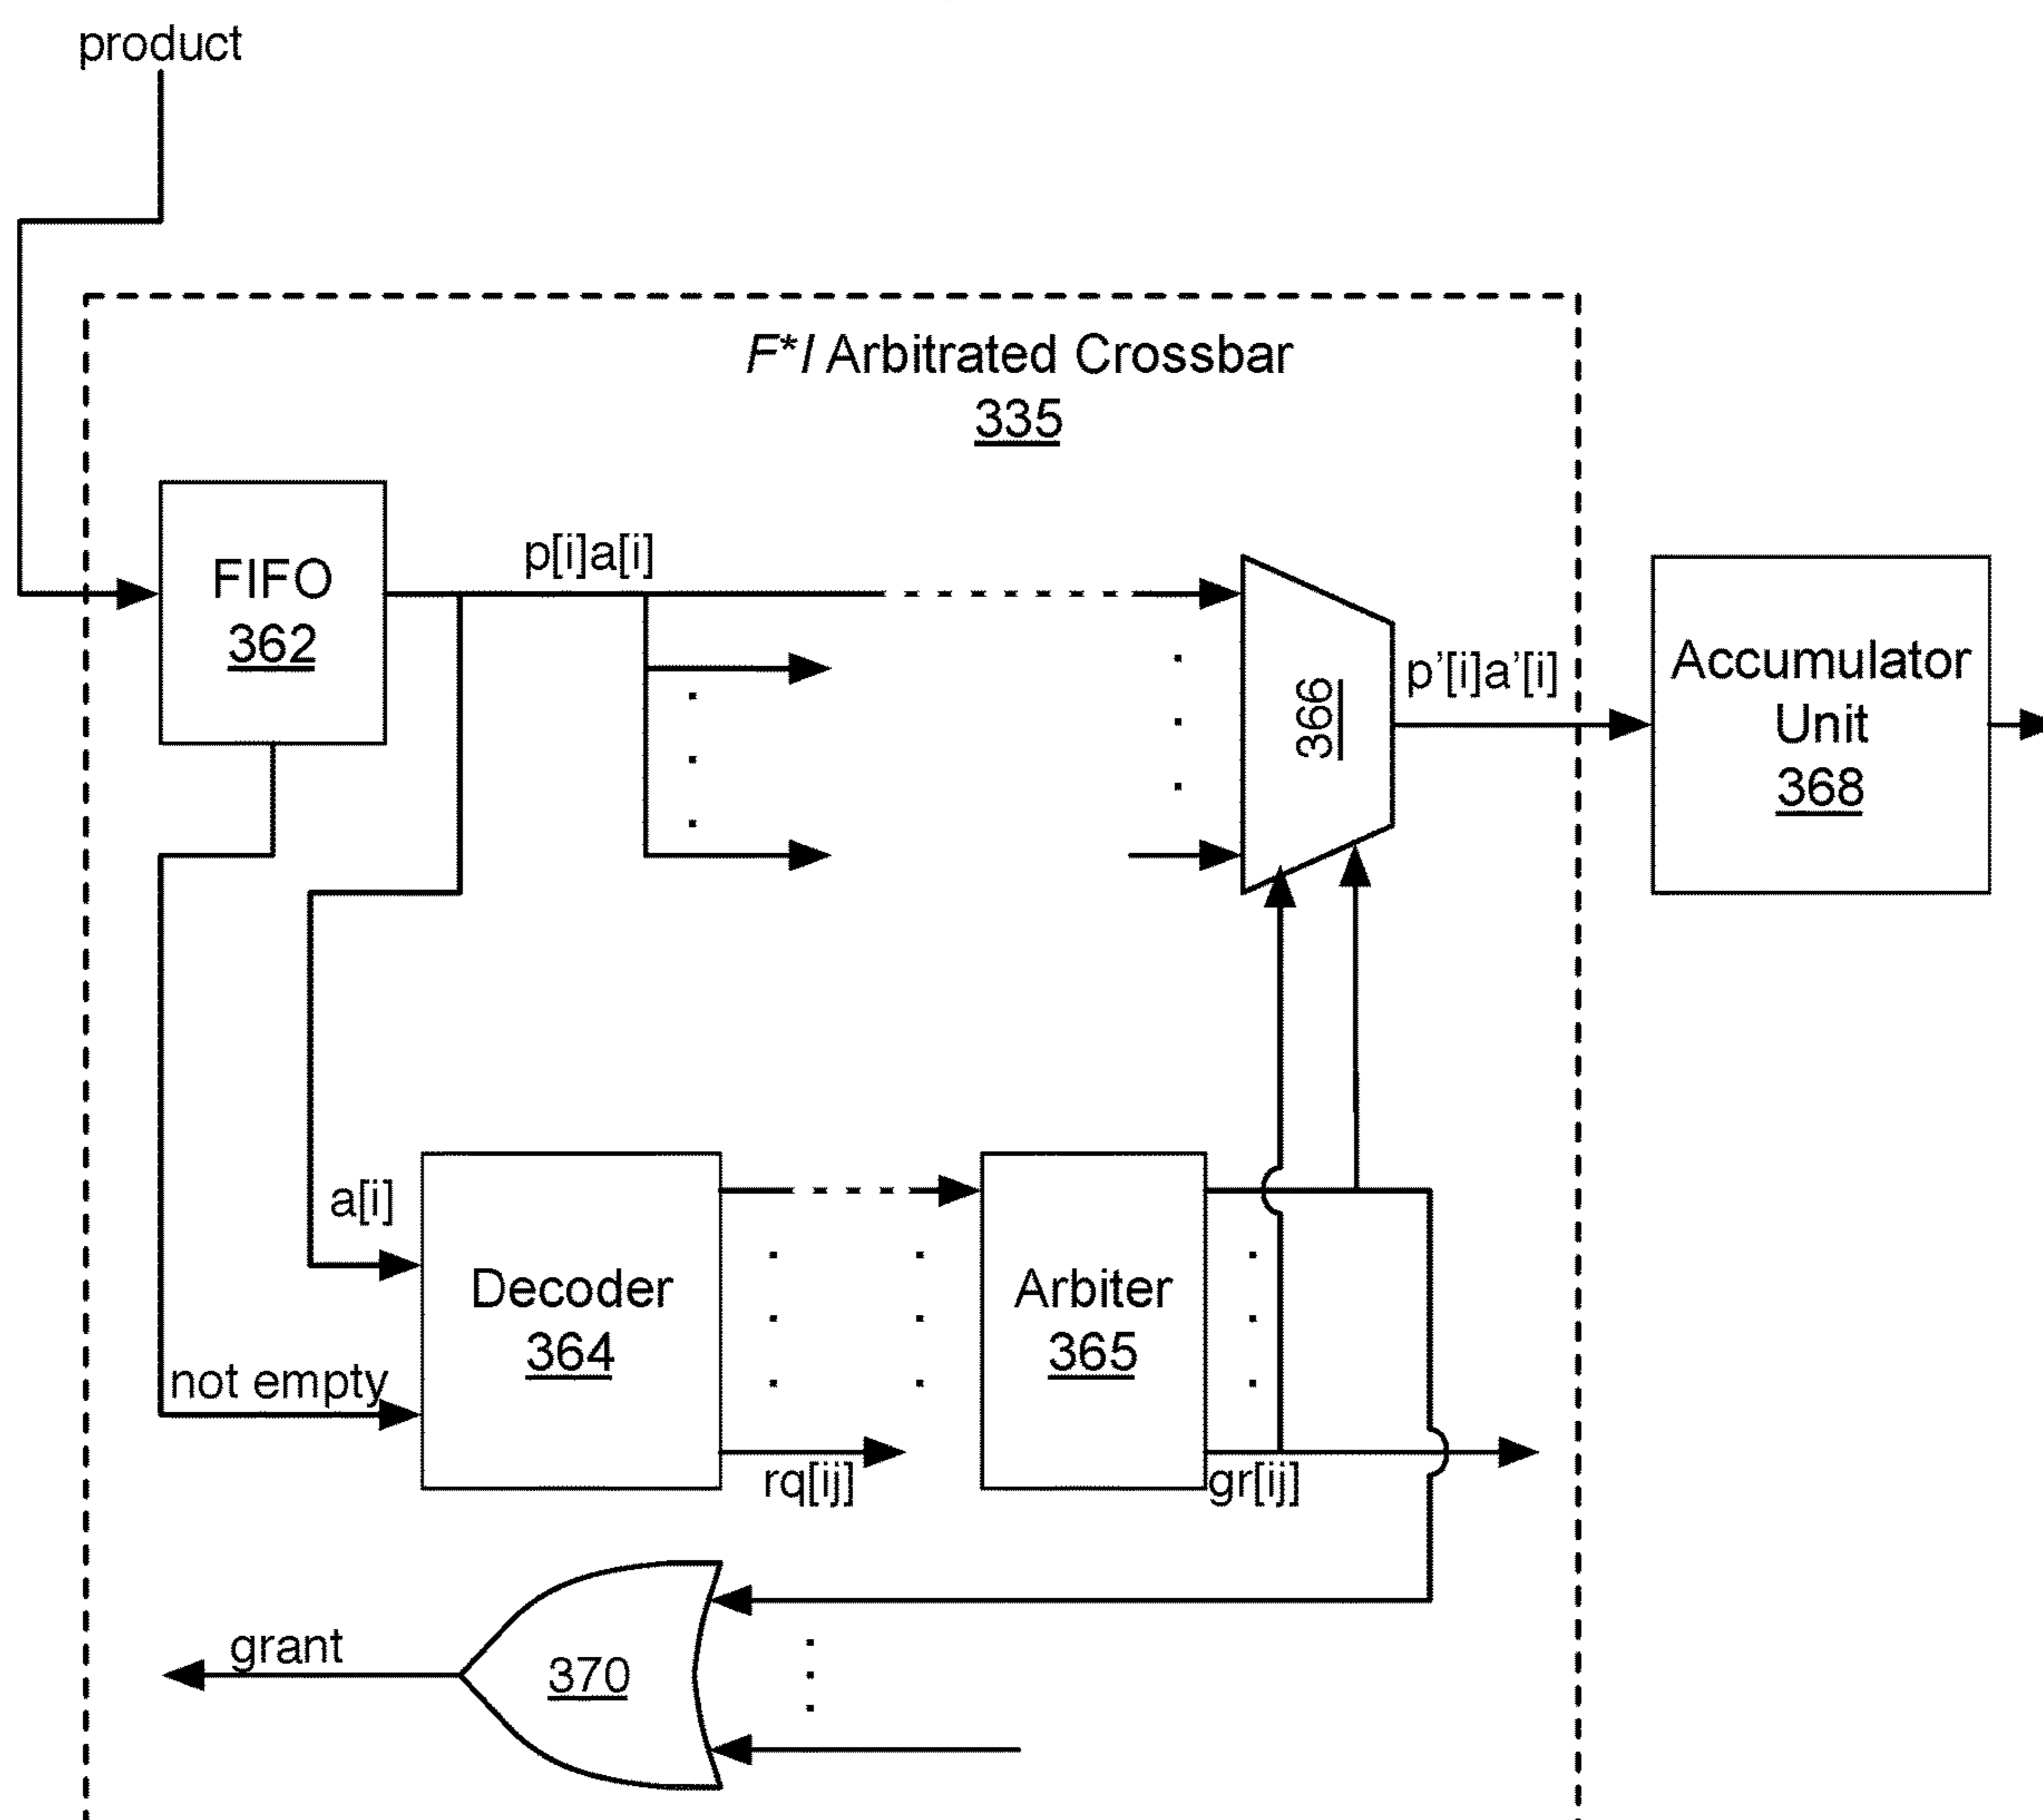 product
F*I Arbitrated Crossbar
335
FIFO
362
p[i]a[i]
366
p'[i]a'[i]
Accumulator
Unit
368
a[i]
Decoder
364
not empty
rq[ij]
Arbiter
365
gr[ij]
grant
370